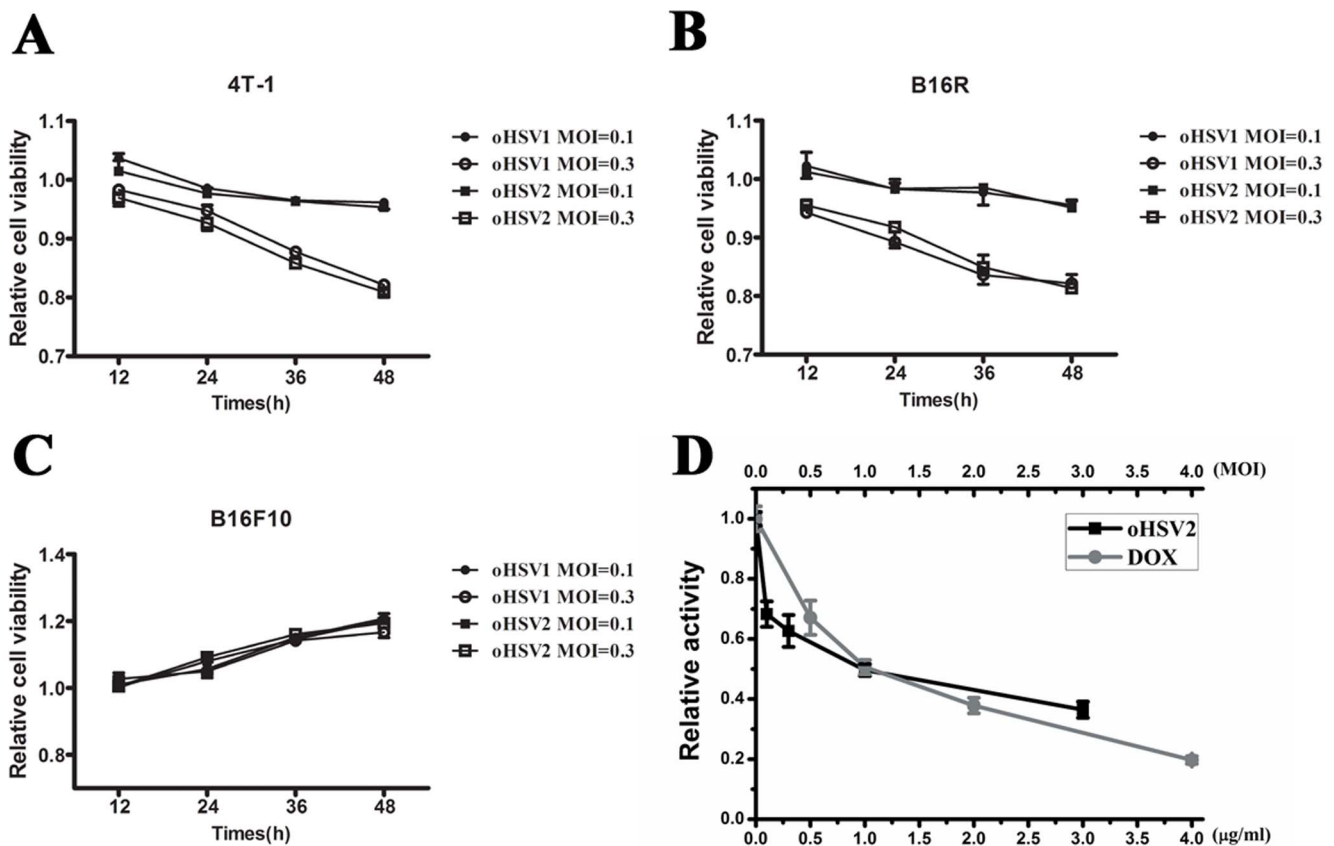 A
4T-1
Relative cell viability
1.1
1.0
0.9
0.8
0.7
12 24 36 48
Times(h)
oHSV1 MOI=0.1
oHSV1 MOI=0.3
oHSV2 MOI=0.1
oHSV2 MOI=0.3
B
B16R
Relative cell viability
1.1
1.0
0.9
0.8
0.7
12 24 36 48
Times(h)
oHSV1 MOI=0.1
oHSV1 MOI=0.3
oHSV2 MOI=0.1
oHSV2 MOI=0.3
C
B16F10
Relative cell viability
1.4
1.2
1.0
0.8
12 24 36 48
Times(h)
oHSV1 MOI=0.1
oHSV1 MOI=0.3
oHSV2 MOI=0.1
oHSV2 MOI=0.3
D
0.0 0.5 1.0 2.0 2.5 3.0 3.5 4.0 (MOI)
Relative activity
1.0
0.8
0.6
0.4
0.2
0.0
oHSV2
DOX
0.0 0.5 1.0 2.0 2.5 3.0 3.5 4.0 (μg/ml)